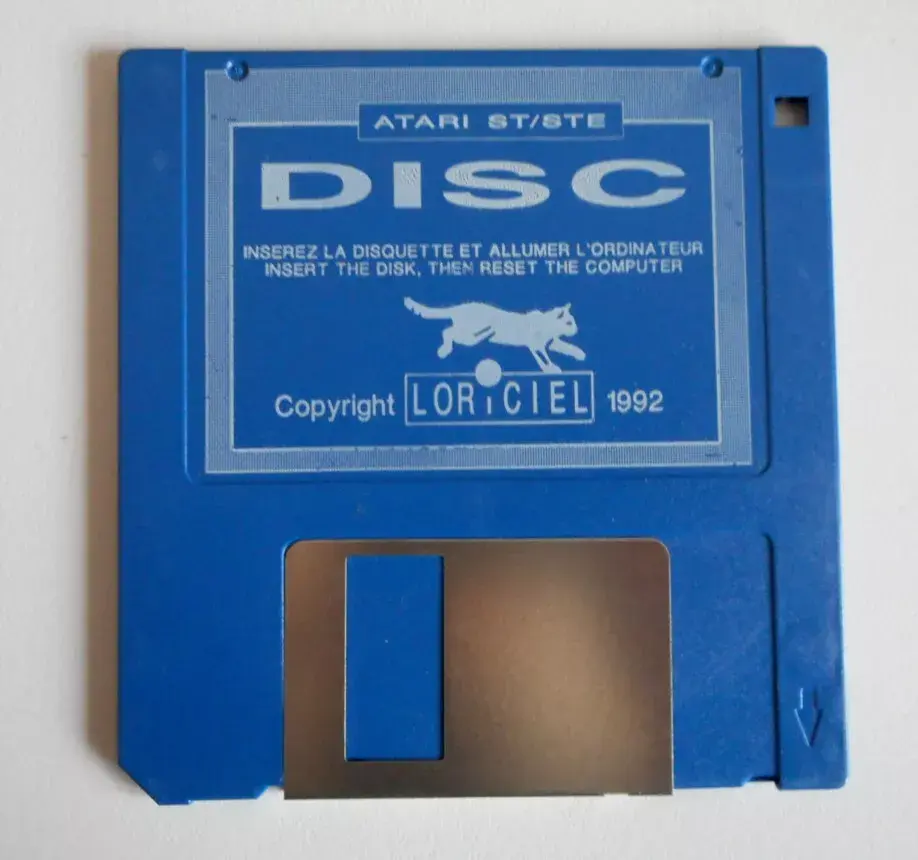 ATARI ST/STE
DISC
INSEREZ LA DISQUETTE ET ALLUMER L'ORDINATEUR
INSERT THE DISK, THEN RESET THE COMPUTER
Copyright LORiCIEL 1992